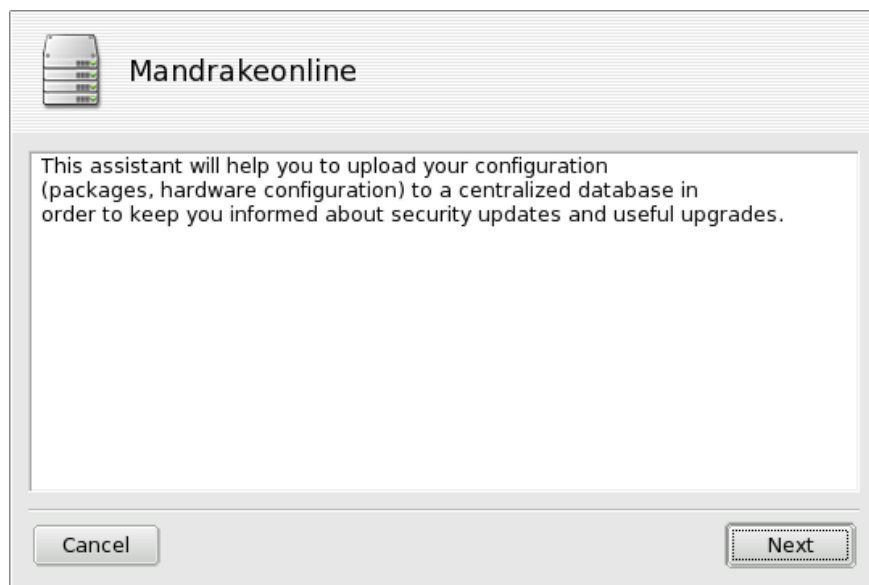 Mandrakeonline
This assistant will help you to upload your configuration
(packages, hardware configuration) to a centralized database in
order to keep you informed about security updates and useful upgrades.
Cancel
Next